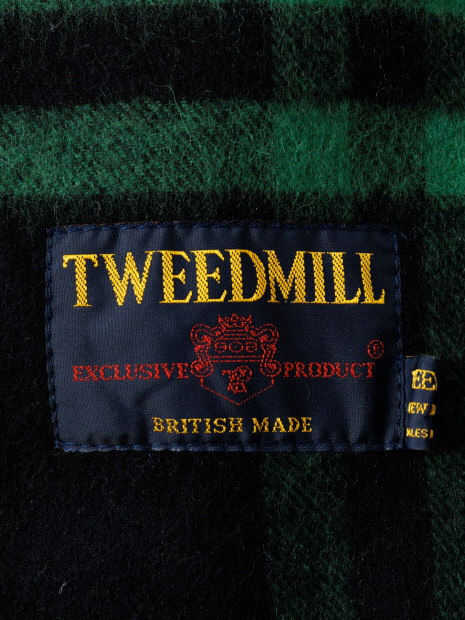 TWEEDMILL
EXCLUSIVE PRODUCT ®
BRITISH MADE